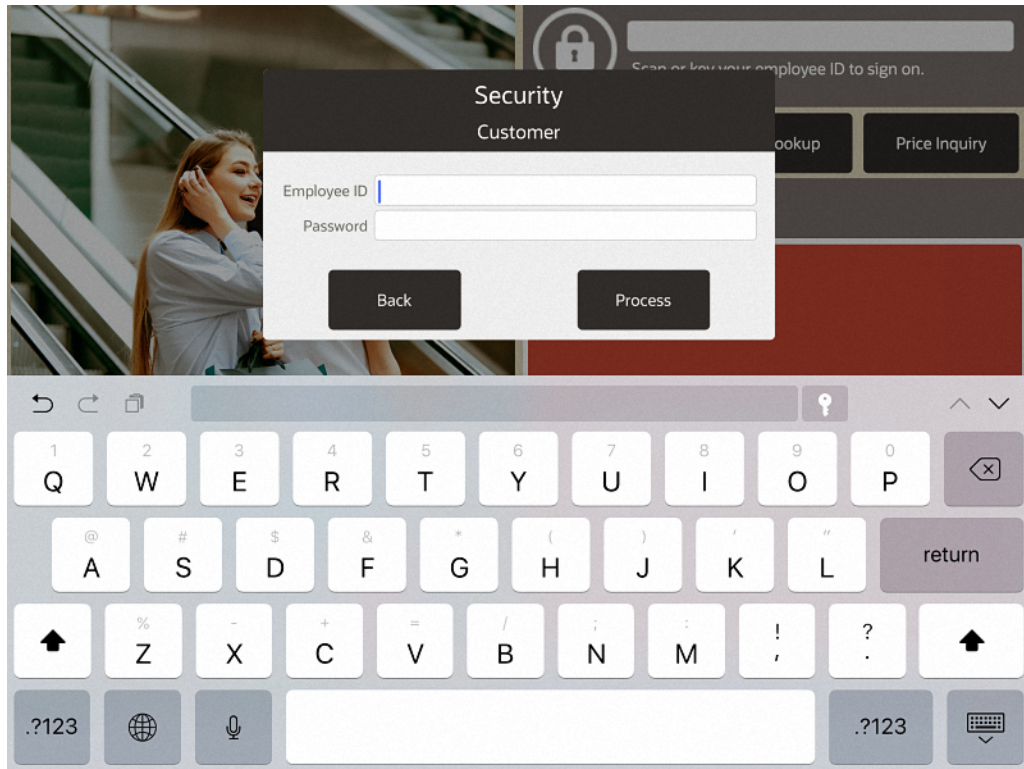 Scan or key your employee ID to sign on.
Security
Customer
ookup
Price Inquiry
Employee ID
Password
Back
Process
1 2 3 4 5 6 7 8 9 0
Q W E R T Y U I O P
@ # $ & * ( ) ' "
A S D F G H J K L
return
% - + = / ; : ! ?
Z X C V B N M , .
.?123
.?123